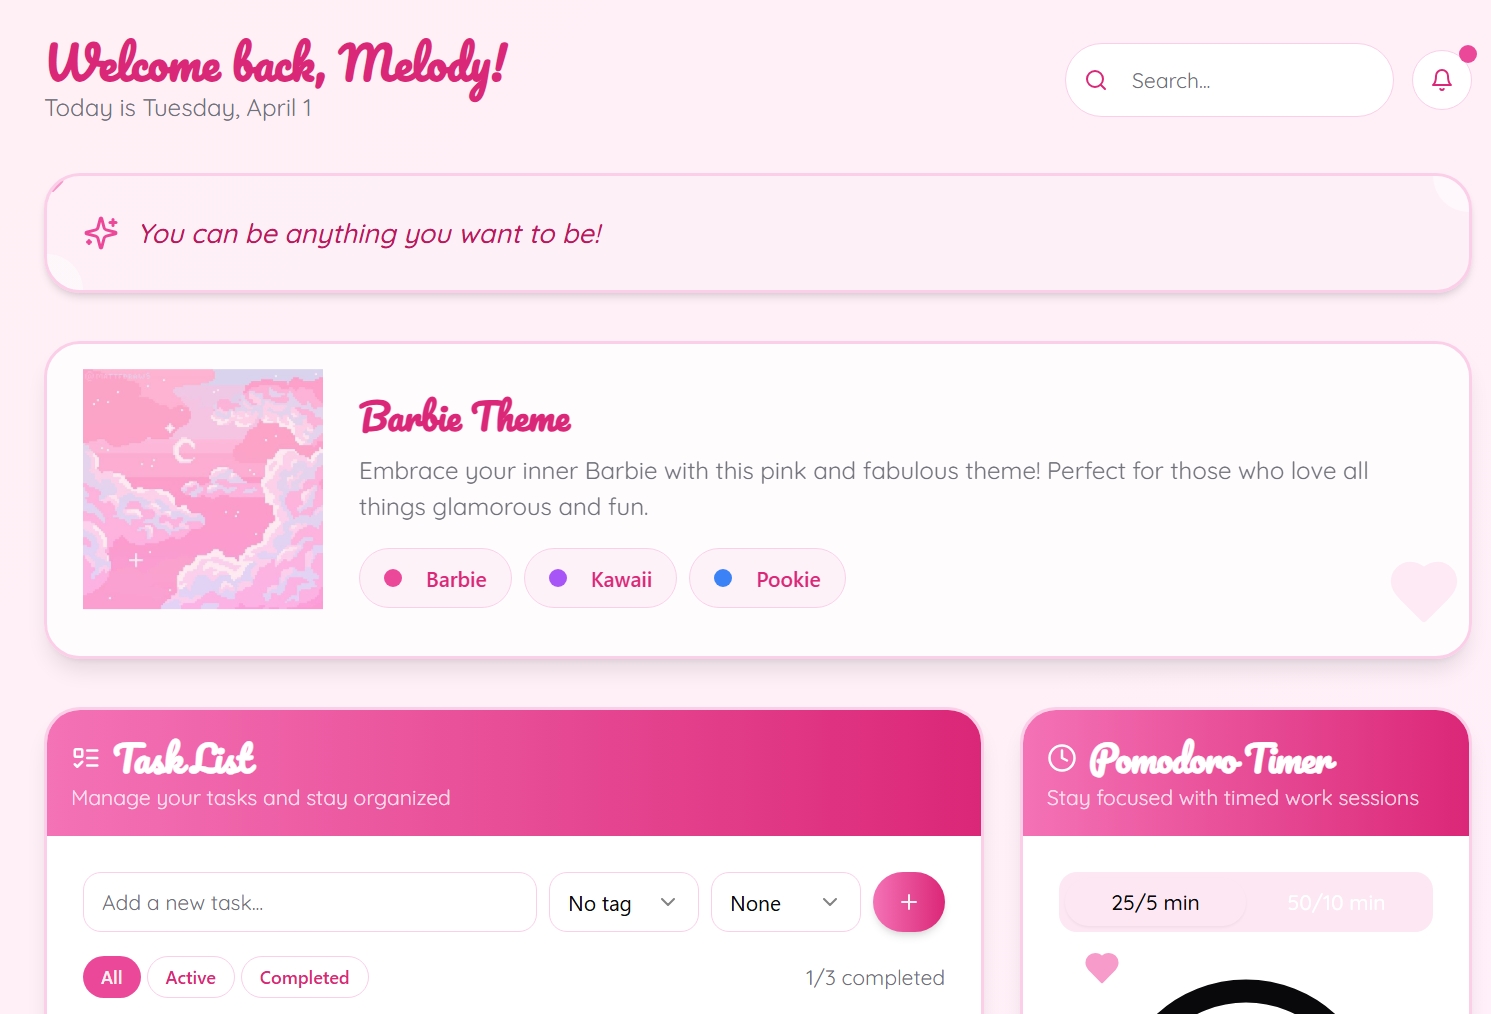 Welcome back, Melody!
Today is Tuesday, April 1
Search...
You can be anything you want to be!
Barbie Theme
Embrace your inner Barbie with this pink and fabulous theme! Perfect for those who love all
things glamorous and fun.
Barbie
Kawaii
Pookie
Task List
Manage your tasks and stay organized
Add a new task...
No tag
None
All
Active
Completed
1/3 completed
Pomodoro Timer
Stay focused with timed work sessions
25/5 min
50/10 min